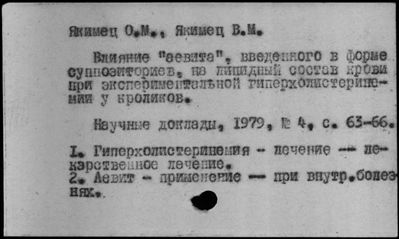 Якимец О.М., Якимец В.М.
Влияние "аевита", введенного в форме
суппозиториев, на липидный состав крови
при экспериментальной гиперхолистерине-
мии у кроликов.
Научные доклады, 1979, № 4, с. 63-66.
1. Гиперхолистеринемия - лечение -- ле-
карственное лечение.
2. Аевит - применение -- при внутр.болез-
нях.